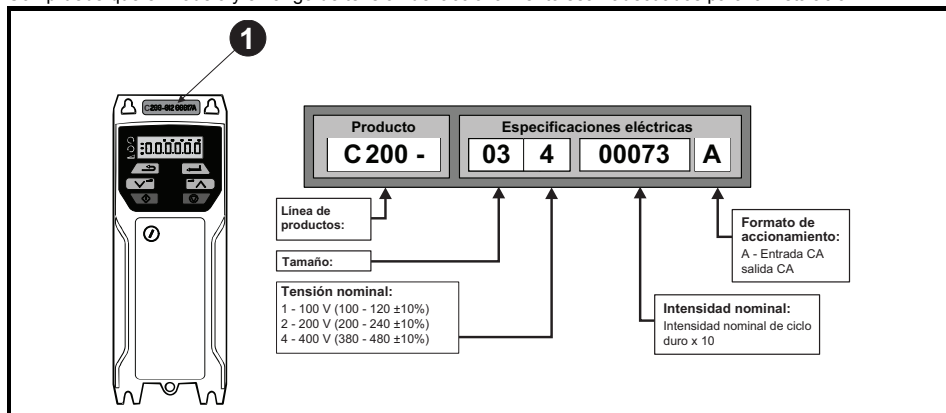 1
Producto
Especificaciones eléctricas
C 200 - 03 4 00073 A
Línea de
productos:
Tamaño:
Tensión nominal:
1 - 100 V (100 - 120 ±10%)
2 - 200 V (200 - 240 ±10%)
4 - 400 V (380 - 480 ±10%)
Formato de
accionamiento:
A - Entrada CA
salida CA
Intensidad nominal:
Intensidad nominal de ciclo
duro x 10